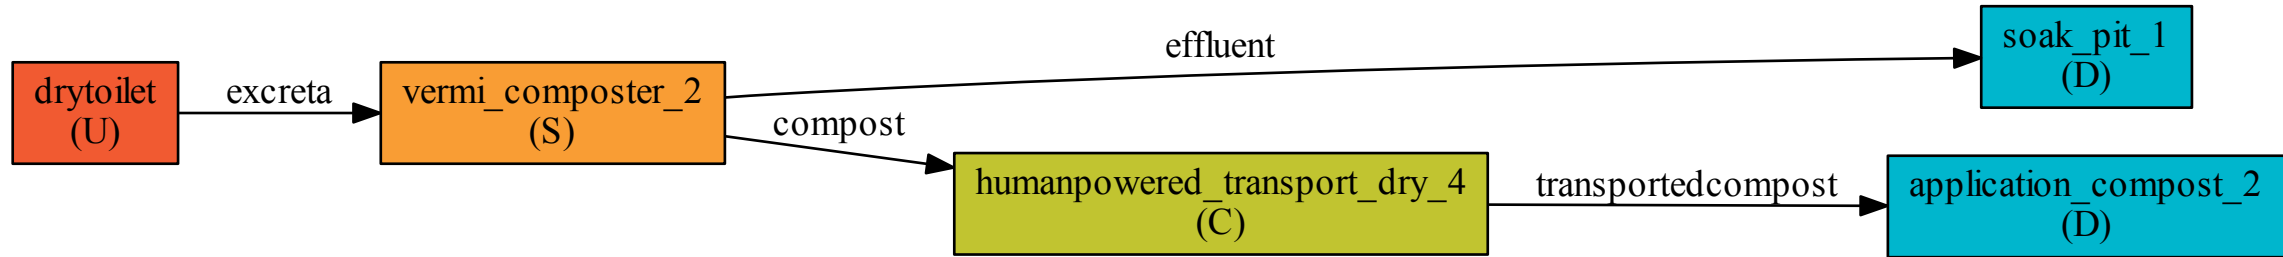 drytoilet
(U)
excreta
vermi_composter_2
(S)
effluent
soak_pit_1
(D)
compost
humanpowered_transport_dry_4
(C)
transportedcompost
application_compost_2
(D)